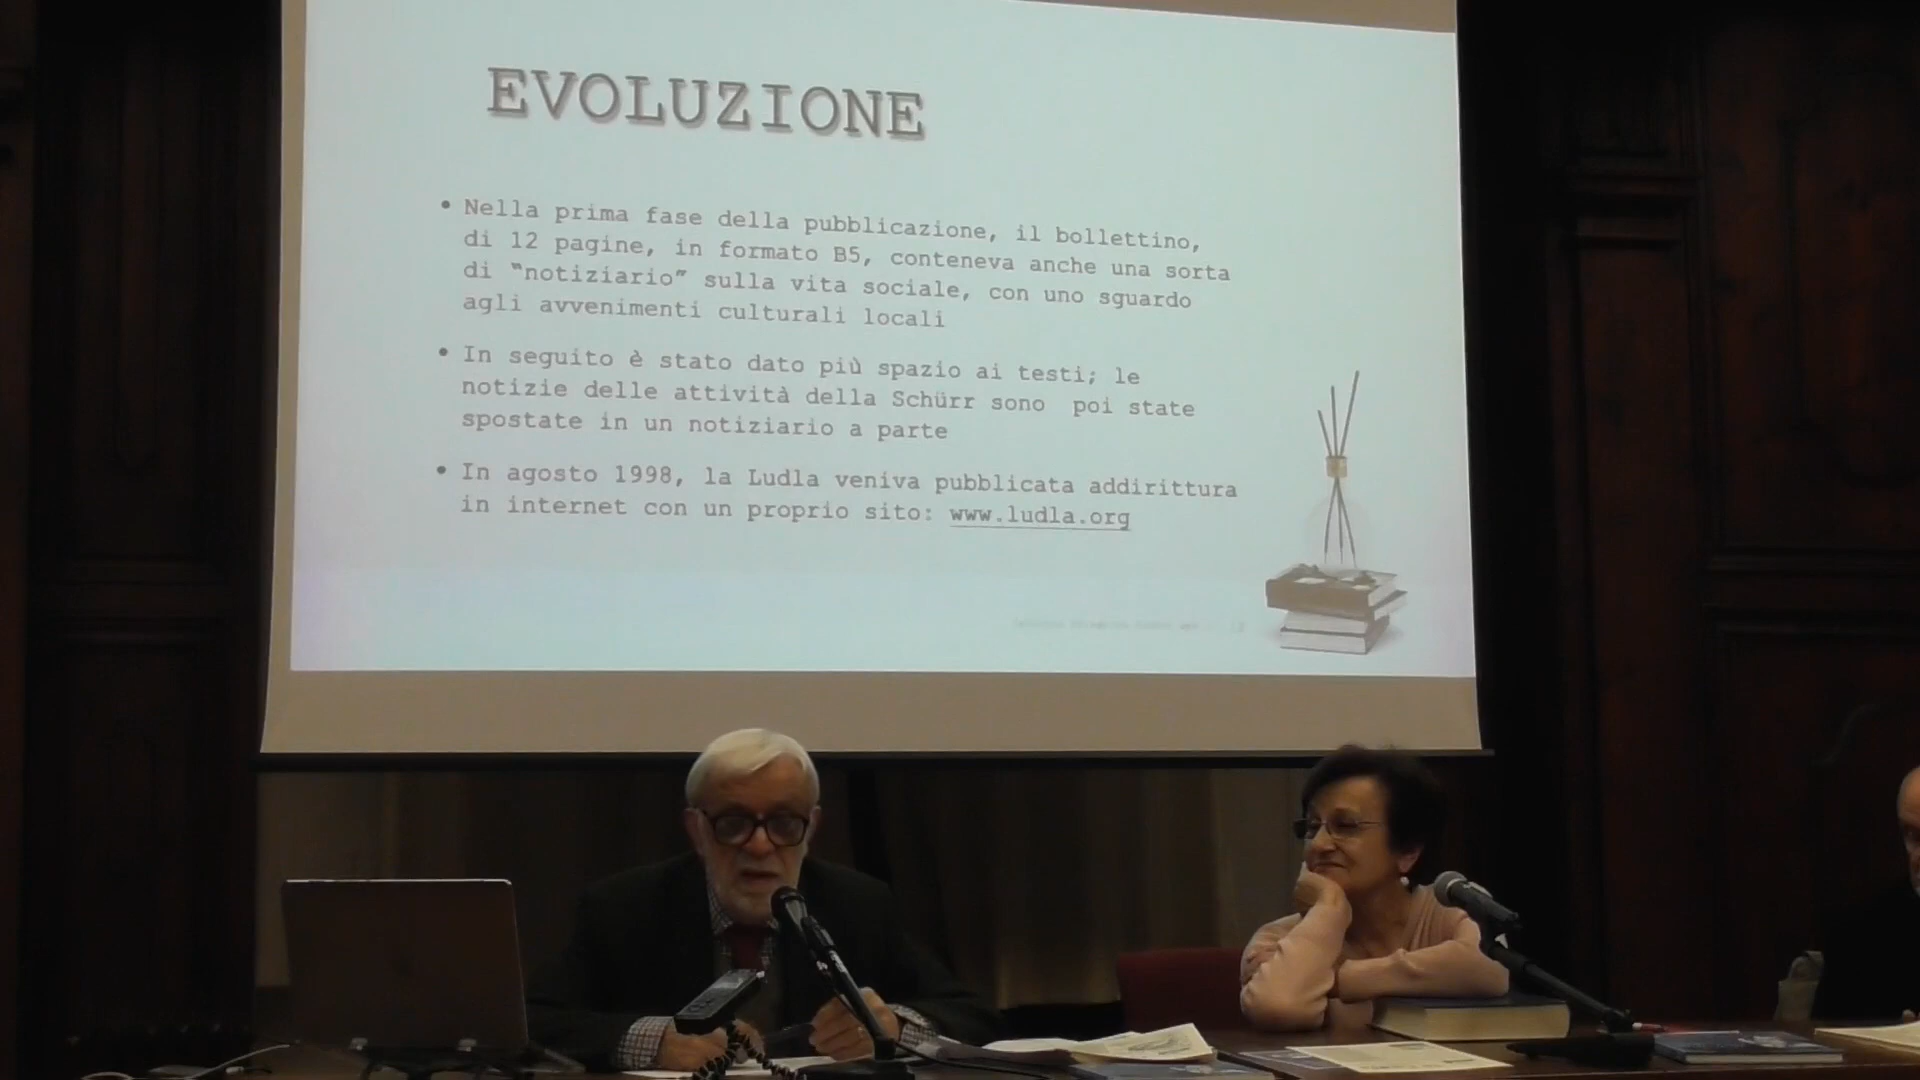 EVOLUZIONE
• Nella prima fase della pubblicazione, il bollettino,
di 12 pagine, in formato B5, conteneva anche una sorta
di "notiziario" sulla vita sociale, con uno sguardo
agli avvenimenti culturali locali
• In seguito è stato dato più spazio ai testi; le
notizie delle attività della Schürr sono poi state
spostate in un notiziario a parte
• In agosto 1998, la Ludla veniva pubblicata addirittura
in internet con un proprio sito: www.ludla.org